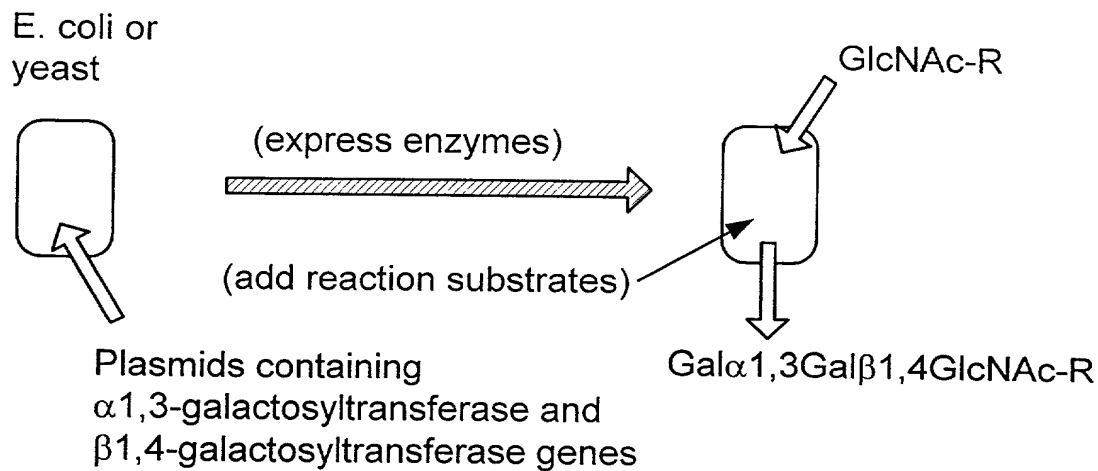 E. coli or
yeast
GlcNAc-R
(express enzymes)
(add reaction substrates)
Plasmids containing
α1,3-galactosyltransferase and
β1,4-galactosyltransferase genes
Galα1,3Galβ1,4GlcNAc-R